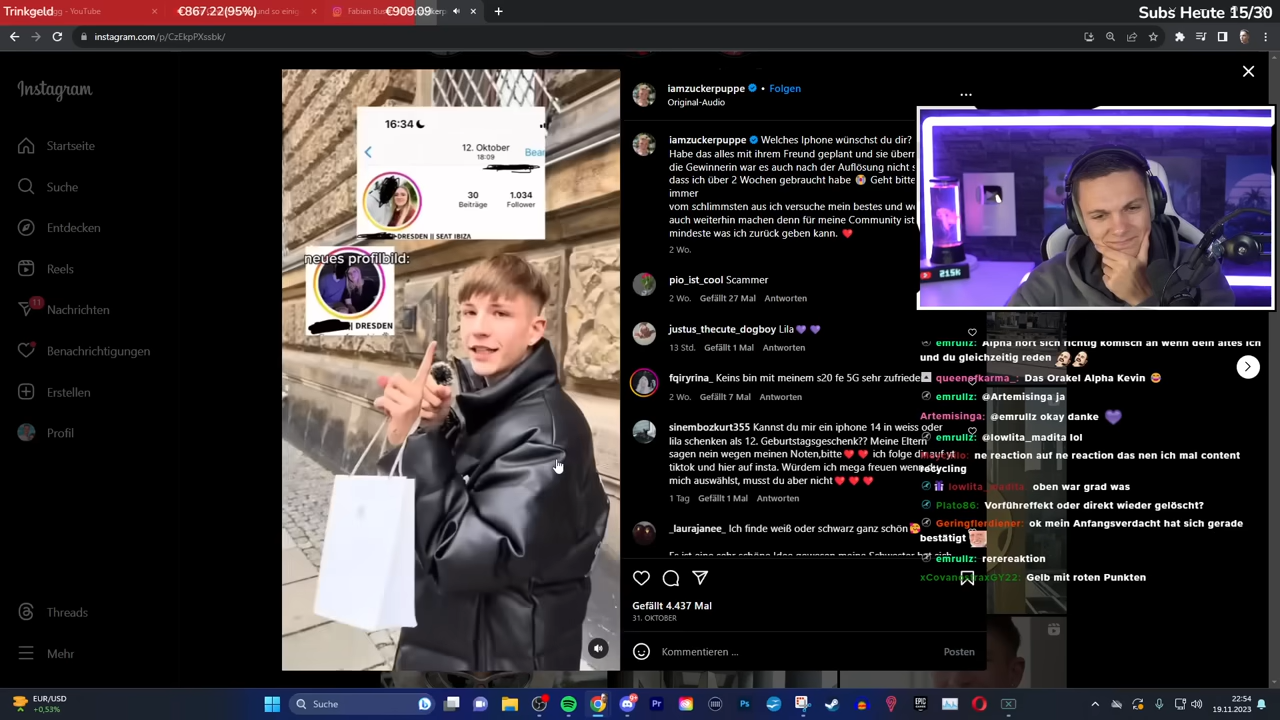 Trinkgeld
€867.22(95%)
€909.09
Subs Heute 15/30
YouTube
instagram.com/p/CzEkpPXssbk/
Instagram
Startseite
Suche
Entdecken
Reels
11
Nachrichten
Benachrichtigungen
Erstellen
Profil
Threads
Mehr
16:34
12. Oktober
18:09
Bear
30
Beiträge
1.034
Follower
DRESDEN || SEAT IBIZA
neues profilbild:
| DRESDEN
iamzuckerpuppe • Folgen
Original-Audio
iamzuckerpuppe Welches Iphone wünschst du dir?
Habe das alles mit ihrem Freund geplant und sie über
die Gewinnerin war es auch nach der Auflösung nicht s
dass ich über 2 Wochen gebraucht habe Geht bitte
immer
vom schlimmsten aus ich versuche mein bestes und we
auch weiterhin machen denn für meine Community ist
mindeste was ich zurück geben kann.
2 Wo.
pio_ist_cool Scammer
2 Wo. Gefällt 27 Mal Antworten
justus_thecute_dogboy Lila
13 Std. Gefällt 1 Mal Antworten
fqiryrina_ Keins bin mit meinem s20 fe 5G sehr zufriede
2 Wo. Gefällt 7 Mal Antworten
sinembozkurt355 Kannst du mir ein iphone 14 in weiss oder
lila schenken als 12. Geburtstagsgeschenk?? Meine Eltern
sagen nein wegen meinen Noten,bitte ich folge dir auf
tiktok und hier auf insta. Würdem ich mega freuen wenn du
mich auswählst, musst du aber nicht
1 Tag Gefällt 1 Mal Antworten
_laurajanee_ Ich finde weiß oder schwarz ganz schön
Gefällt 4.437 Mal
31. OKTOBER
Kommentieren ...
Posten
215K
emrullz: Alpha hört sich richtig komisch an wenn dein altes ich
und du gleichzeitig reden
queenofkarma_: Das Orakel Alpha Kevin
emrullz: @Artemisinga ja
Artemisinga: @emrullz okay danke
emrullz: @lowlita_madita lol
ne reaction auf ne reaction das nen ich mal content
recycling
lowlita_madita: oben war grad was
Plato86: Vorführeffekt oder direkt wieder gelöscht?
Geringfierdiener: ok mein Anfangsverdacht hat sich gerade
bestätigt
emrullz: rerereaktion
xCovanostraxGY22: Gelb mit roten Punkten
EUR/USD
+0,53%
Suche
22:54
19.11.2023